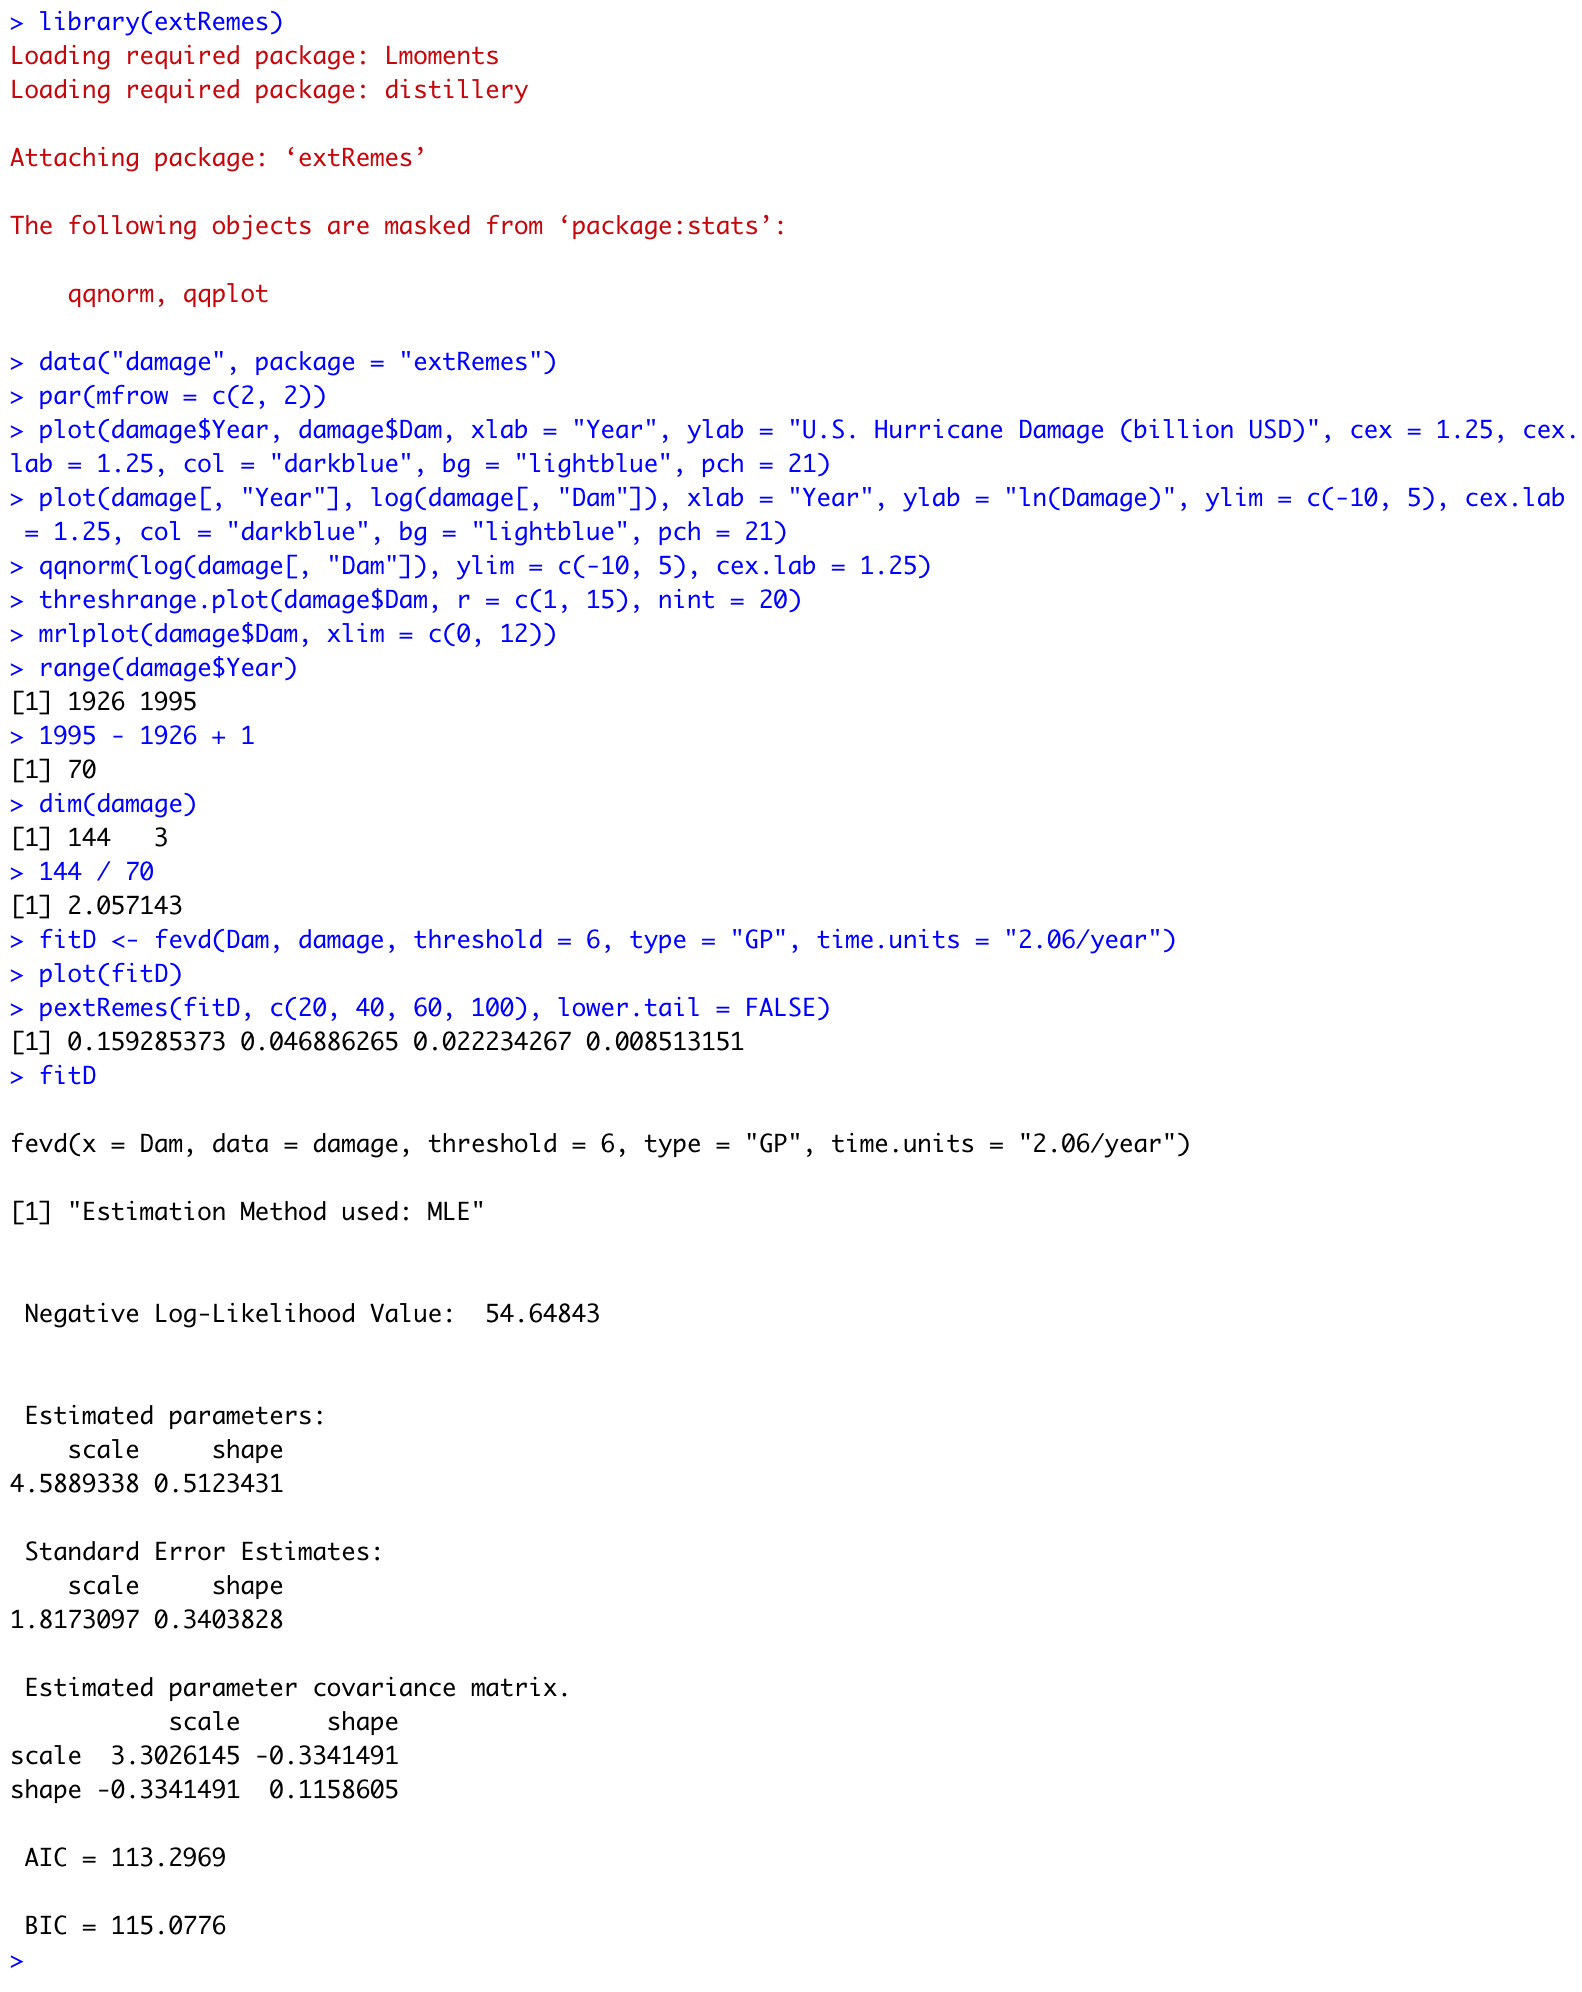 > library(extRemes)
Loading required package: Lmoments
Loading required package: distillery
Attaching package: ‘extRemes’
The following objects are masked from ‘package:stats’:
    qqnorm, qqplot
> data("damage", package = "extRemes")
> par(mfrow = c(2, 2))
> plot(damage$Year, damage$Dam, xlab = "Year", ylab = "U.S. Hurricane Damage (billion USD)", cex = 1.25, cex.
lab = 1.25, col = "darkblue", bg = "lightblue", pch = 21)
> plot(damage[, "Year"], log(damage[, "Dam"]), xlab = "Year", ylab = "ln(Damage)", ylim = c(-10, 5), cex.lab
 = 1.25, col = "darkblue", bg = "lightblue", pch = 21)
> qqnorm(log(damage[, "Dam"]), ylim = c(-10, 5), cex.lab = 1.25)
> threshrange.plot(damage$Dam, r = c(1, 15), nint = 20)
> mrlplot(damage$Dam, xlim = c(0, 12))
> range(damage$Year)
[1] 1926 1995
> 1995 - 1926 + 1
[1] 70
> dim(damage)
[1] 144   3
> 144 / 70
[1] 2.057143
> fitD <- fevd(Dam, damage, threshold = 6, type = "GP", time.units = "2.06/year")
> plot(fitD)
> pextRemes(fitD, c(20, 40, 60, 100), lower.tail = FALSE)
[1] 0.159285373 0.046886265 0.022234267 0.008513151
> fitD
fevd(x = Dam, data = damage, threshold = 6, type = "GP", time.units = "2.06/year")
[1] "Estimation Method used: MLE"
 Negative Log-Likelihood Value:  54.64843
 Estimated parameters:
    scale     shape
4.5889338 0.5123431
 Standard Error Estimates:
    scale     shape
1.8173097 0.3403828
 Estimated parameter covariance matrix.
           scale      shape
scale  3.3026145 -0.3341491
shape -0.3341491  0.1158605
 AIC = 113.2969
 BIC = 115.0776
>